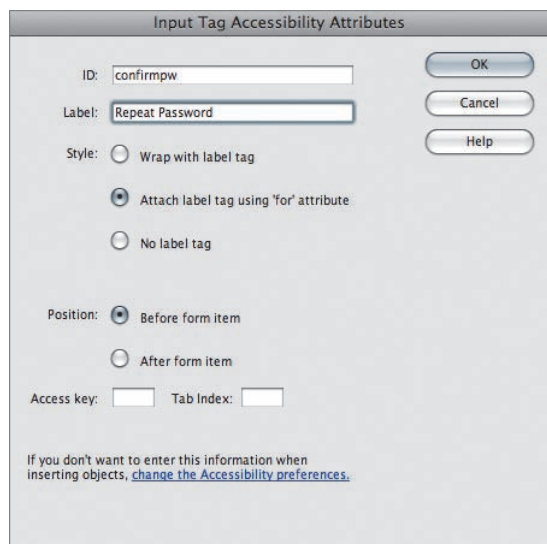 Input Tag Accessibility Attributes
ID: confirmpw
OK
Label: Repeat Password
Cancel
Style: Wrap with label tag
Help
Attach label tag using 'for' attribute
No label tag
Position: Before form item
After form item
Access key: Tab Index:
If you don't want to enter this information when
inserting objects, change the Accessibility preferences.